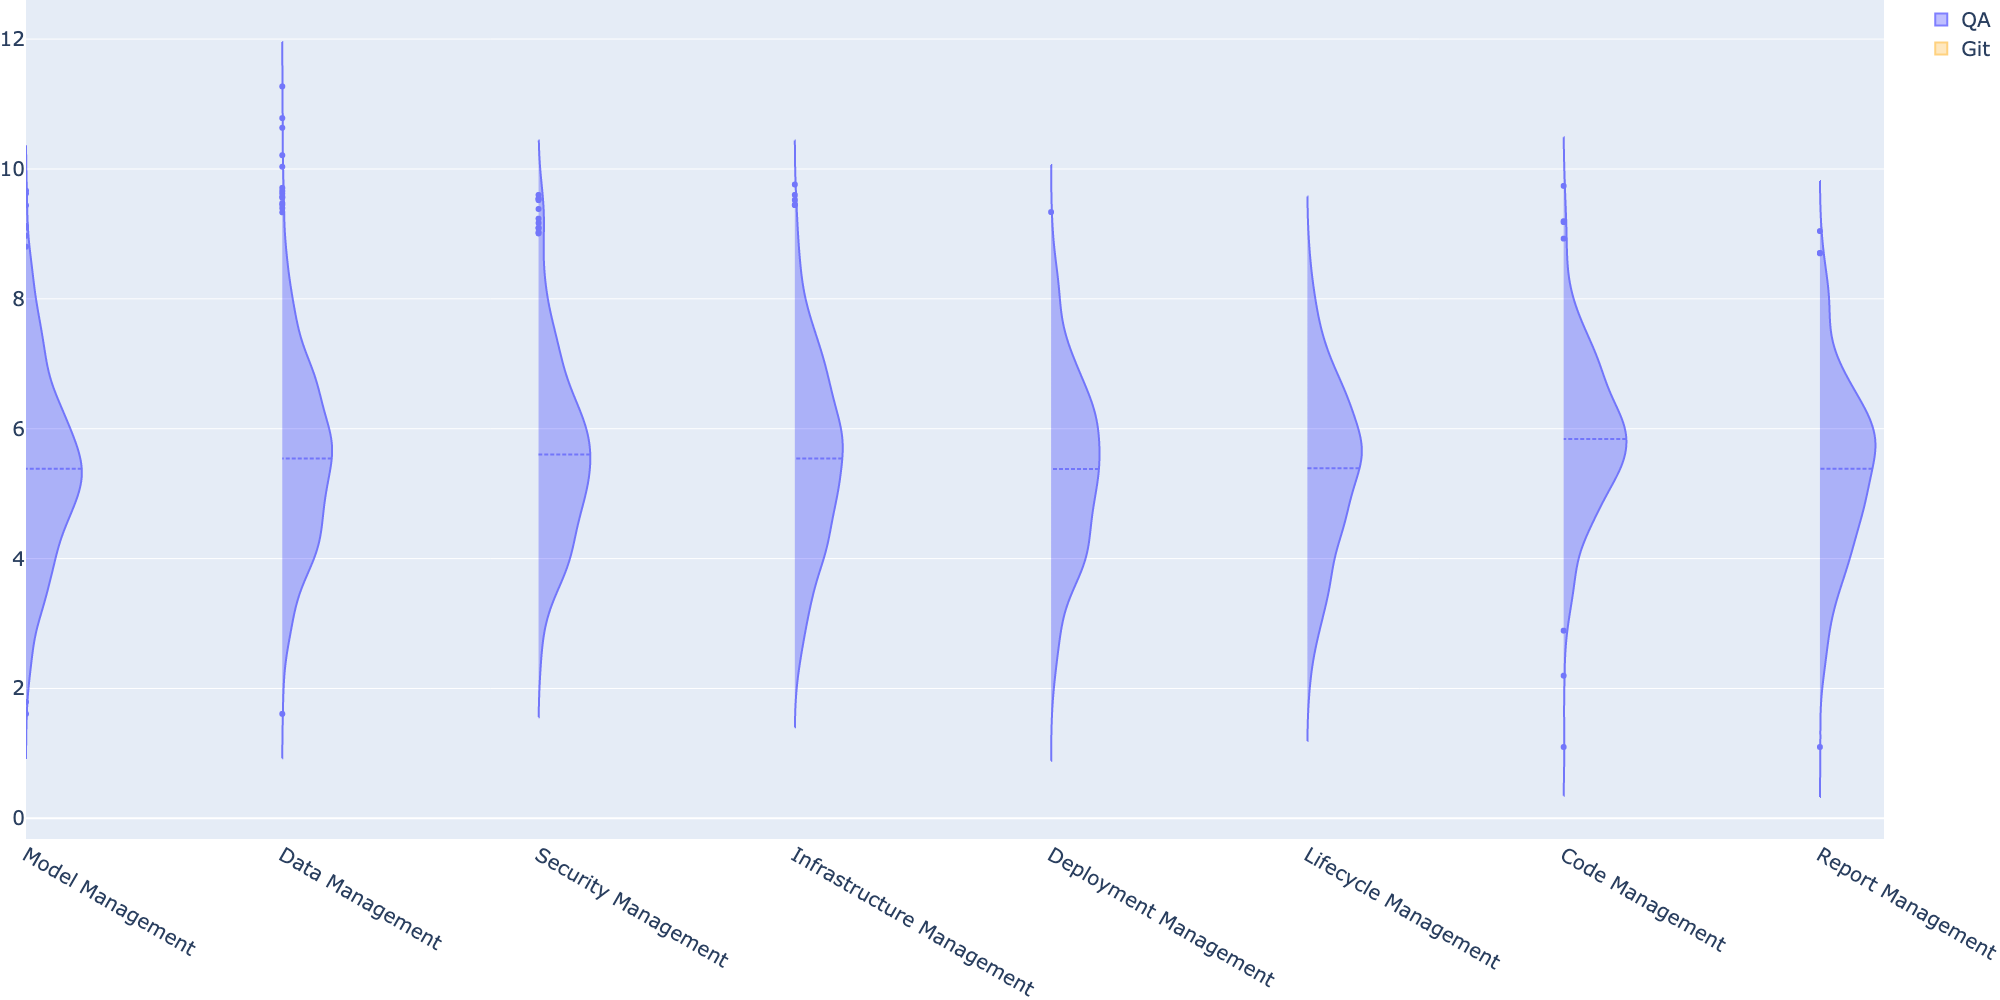 QA
Git
12
10
8
6
4
2
0
Model Management
Data Management
Security Management
Infrastructure Management
Deployment Management
Lifecycle Management
Code Management
Report Management